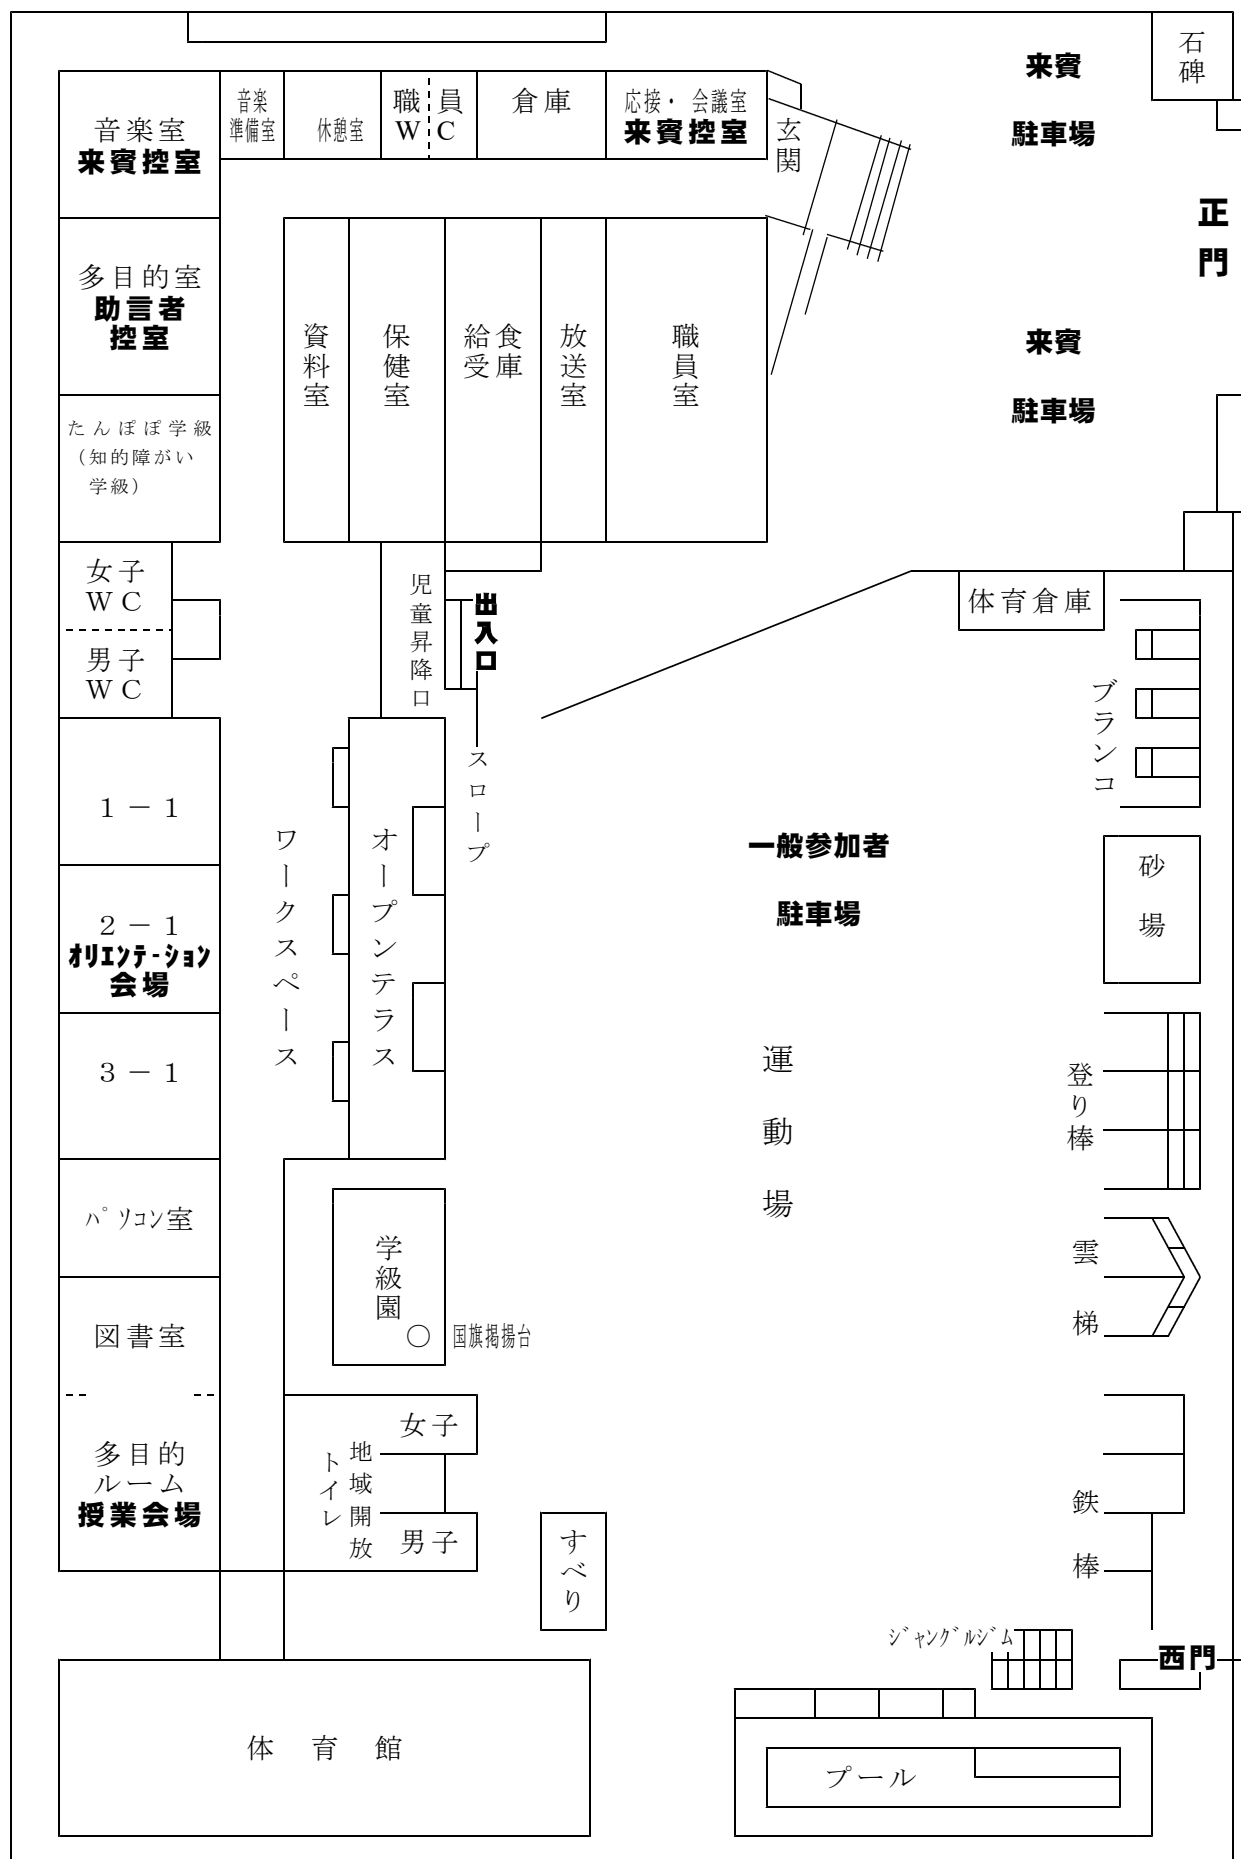 石碑
来賓
駐車場
音楽室
来賓控室
音楽
準備室
休憩室
職員
WC
倉庫
応接・会議室
来賓控室
玄関
正門
多目的室
助言者
控室
資料室
保健室
給食
受庫
放送室
職員室
来賓
駐車場
たんぽぽ学級
（知的障がい
学級）
女子
WC
男子
WC
児童昇降口
出入口
スロープ
体育倉庫
ブランコ
1－1
2－1
ｵﾘｴﾝﾃ-ｼｮﾝ
会場
3－1
ワークスペース
オープンテラス
一般参加者
駐車場
砂場
運動場
登り棒
ﾊﾟｿｺﾝ室
学級園
○
国旗掲揚台
雲梯
図書室
多目的
ルーム
授業会場
女子
地域開放
トイレ
男子
すべり
鉄棒
ｼﾞｬﾝｸﾞﾙｼﾞﾑ
西門
体育館
プール